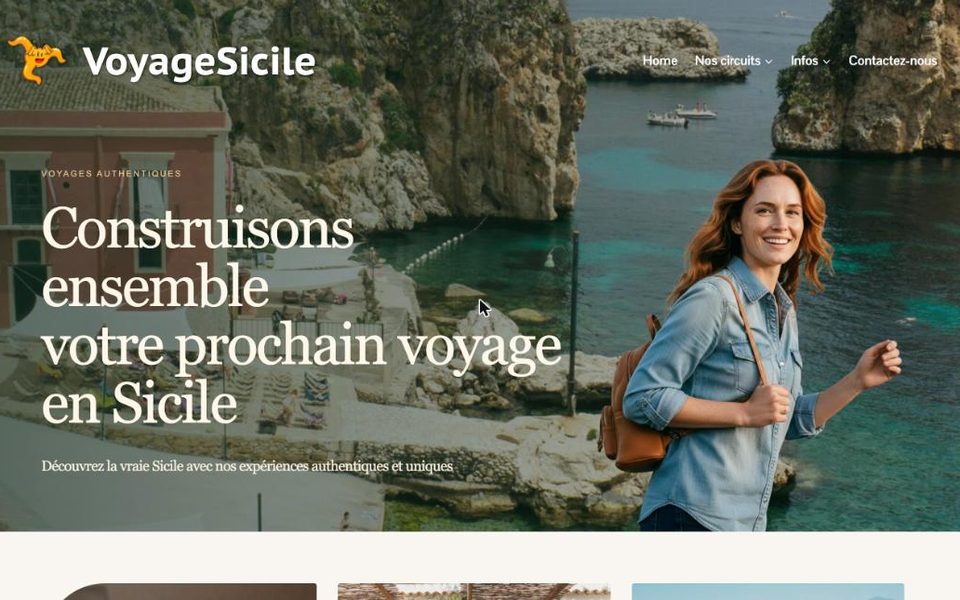 VoyageSicile
Home Nos circuits Infos Contactez-nous
VOYAGES AUTHENTIQUES
Construisons
ensemble
votre prochain voyage
en Sicile
Découvrez la vraie Sicile avec nos expériences authentiques et uniques